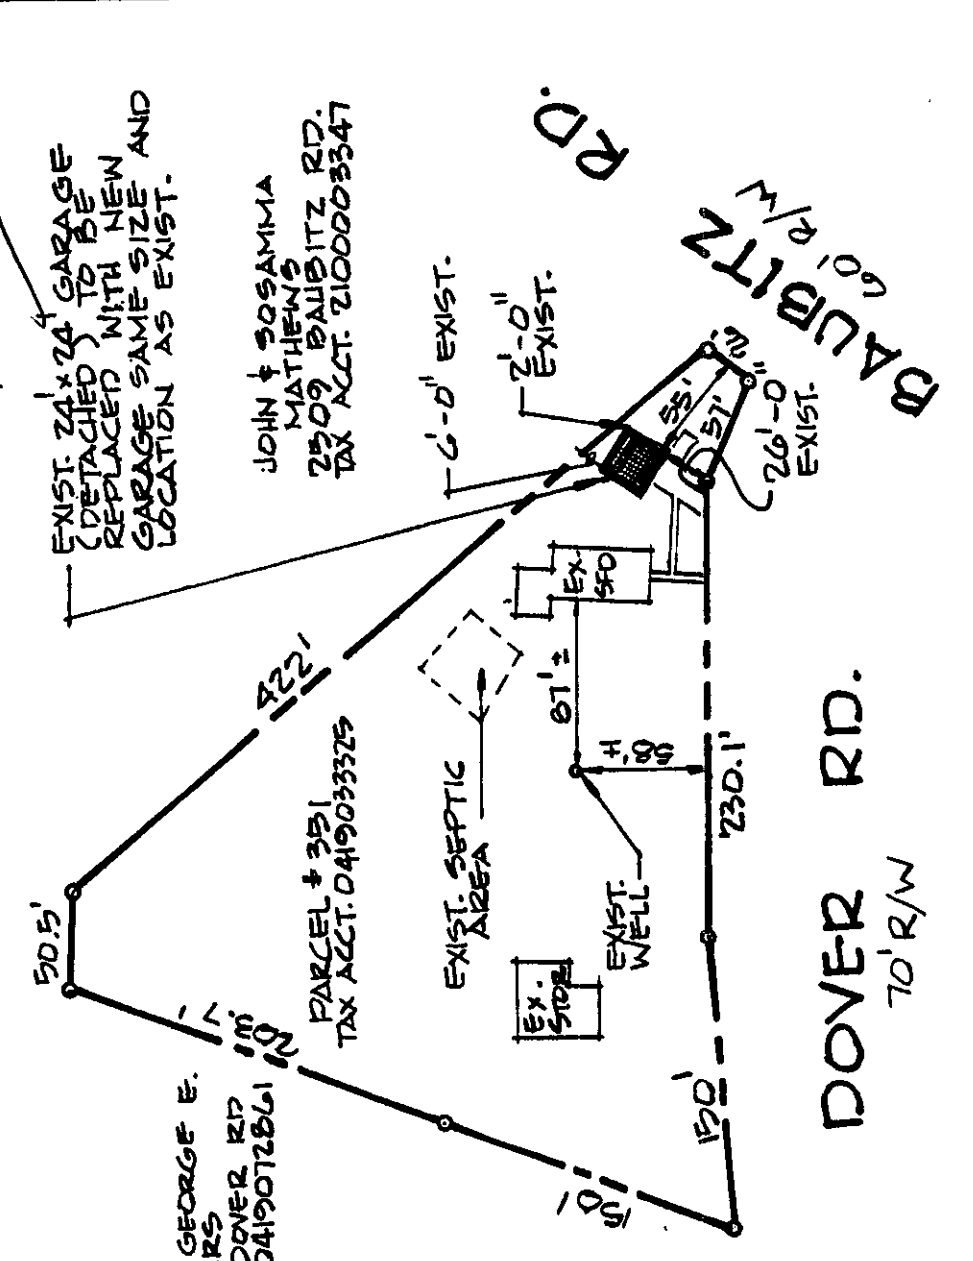 EXIST. 24' x 24' GARAGE
(DETACHED) TO BE
REPLACED WITH NEW
GARAGE SAME SIZE AND
LOCATION AS EXIST.
JOHN & SOSAMMA
MATHEWS
2509 BAUBITZ RD.
TAX ACCT. 2100003347
6'-0" EXIST.
2'-0"
EXIST.
BAUBITZ RD.
60' R/W
55'
57'
26'-0"
EXIST.
EX.
SFD
422'
50.5'
PARCEL # 351
TAX ACCT. 0419033325
EXIST. SEPTIC
AREA
87' ±
58' ±
EXIST.
WELL
EX.
STOR.
230.1'
150'
150'
GEORGE E.
RS
DOVER RD
0419072861
DOVER RD.
70' R/W